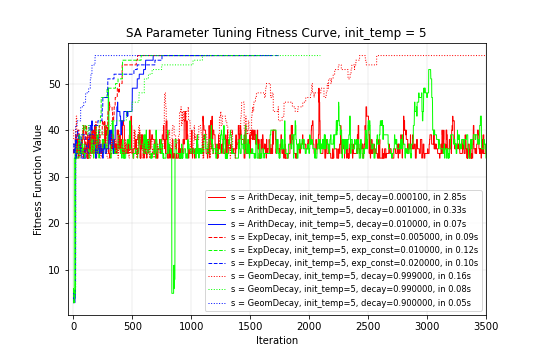 SA Parameter Tuning Fitness Curve, init_temp = 5
Fitness Function Value
50
40
30
20
10
s = ArithDecay, init_temp=5, decay=0.000100, in 2.85s
s = ArithDecay, init_temp=5, decay=0.001000, in 0.33s
s = ArithDecay, init_temp=5, decay=0.010000, in 0.07s
s = ExpDecay, init_temp=5, exp_const=0.005000, in 0.09s
s = ExpDecay, init_temp=5, exp_const=0.010000, in 0.12s
s = ExpDecay, init_temp=5, exp_const=0.020000, in 0.10s
s = GeomDecay, init_temp=5, decay=0.999000, in 0.16s
s = GeomDecay, init_temp=5, decay=0.990000, in 0.08s
s = GeomDecay, init_temp=5, decay=0.900000, in 0.05s
0 500 1000 1500 2000 2500 3000 3500
Iteration